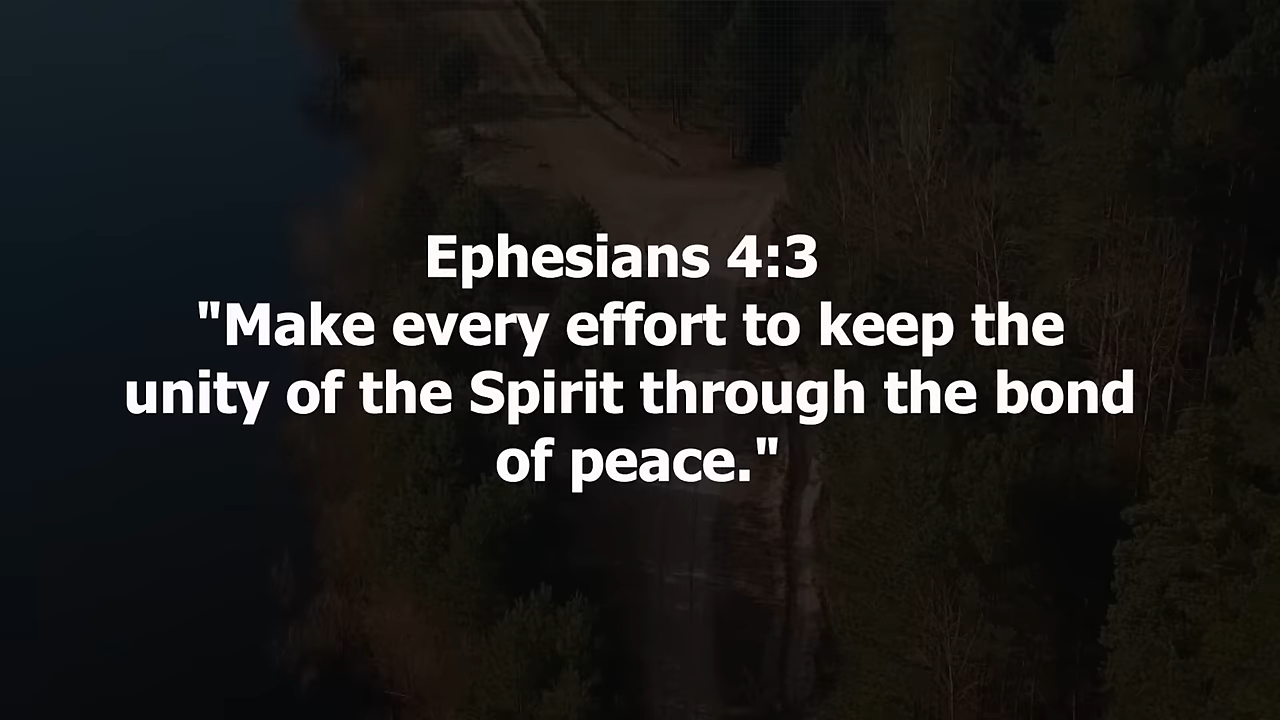 Ephesians 4:3
"Make every effort to keep the
unity of the Spirit through the bond
of peace."